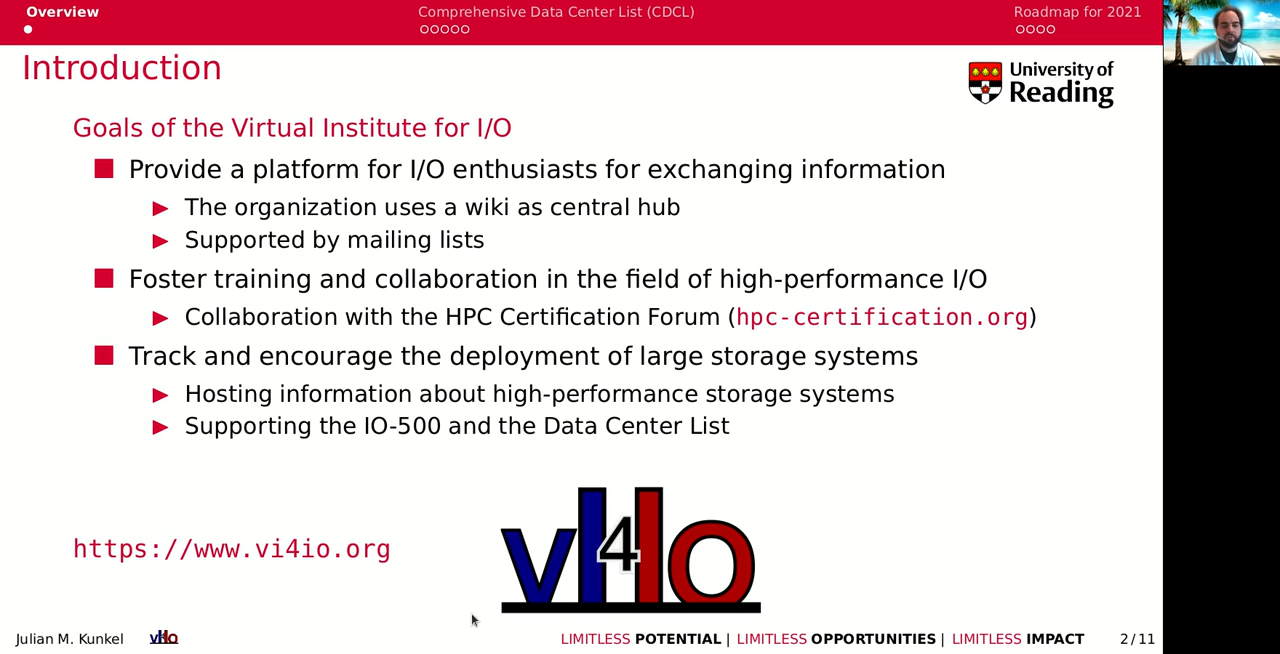 Overview
Comprehensive Data Center List (CDCL)
Roadmap for 2021
Introduction
University of
Reading
Goals of the Virtual Institute for I/O
Provide a platform for I/O enthusiasts for exchanging information
The organization uses a wiki as central hub
Supported by mailing lists
Foster training and collaboration in the field of high-performance I/O
Collaboration with the HPC Certification Forum (hpc-certification.org)
Track and encourage the deployment of large storage systems
Hosting information about high-performance storage systems
Supporting the IO-500 and the Data Center List
https://www.vi4io.org
vI4IO
Julian M. Kunkel
vI4IO
LIMITLESS POTENTIAL | LIMITLESS OPPORTUNITIES | LIMITLESS IMPACT
2 / 11